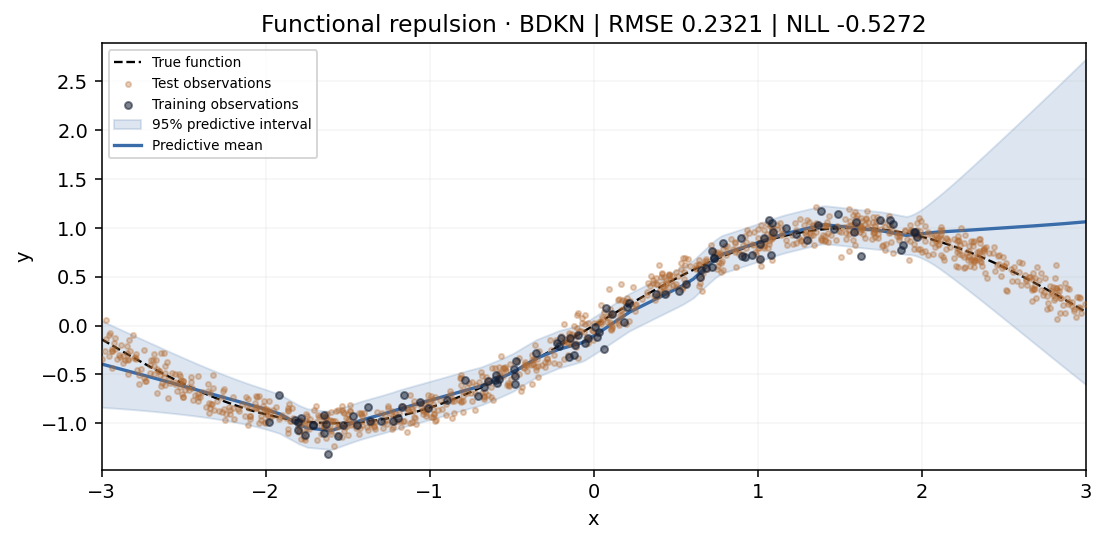 Functional repulsion · BDKN | RMSE 0.2321 | NLL -0.5272
True function
Test observations
Training observations
95% predictive interval
Predictive mean
y
2.5
2.0
1.5
1.0
0.5
0.0
−0.5
−1.0
−3
−2
−1
0
1
2
3
x